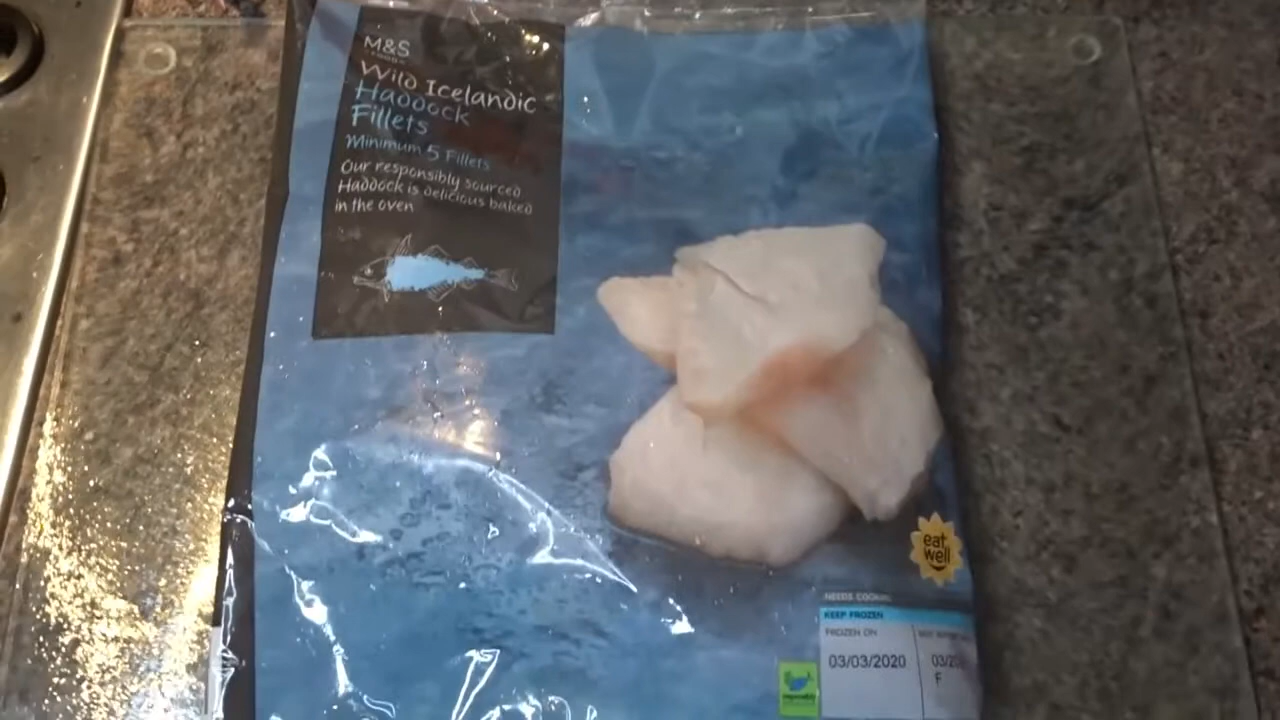 M&S
Wild Icelandic
Haddock
Fillets
Minimum 5 Fillets
Our responsibly sourced
Haddock is delicious baked
in the oven
eat
well
NEEDS COOKING
KEEP FROZEN
FROZEN ON
03/03/2020
F
responsibly